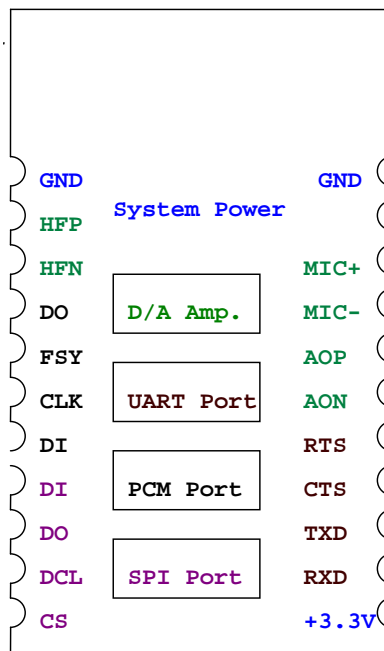 GND GND
System Power
HFP
HFN MIC+
DO D/A Amp. MIC-
FSY AOP
CLK UART Port AON
DI RTS
DI PCM Port CTS
DO TXD
DCL SPI Port RXD
CS +3.3V